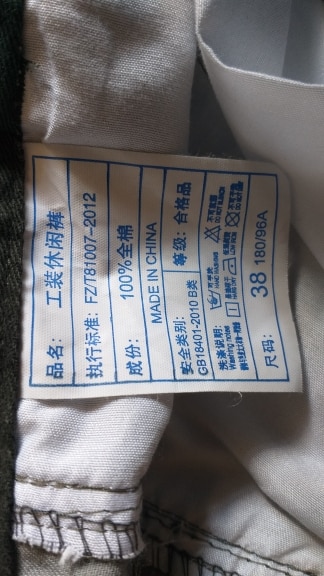 品名: 工装休闲裤
执行标准: FZ/T81007-2012
成份: 100%全棉
MADE IN CHINA
安全类别: 等级: 合格品
GB18401-2010 B类
洗涤说明:
Washing notes
尺码: 38 180/96A